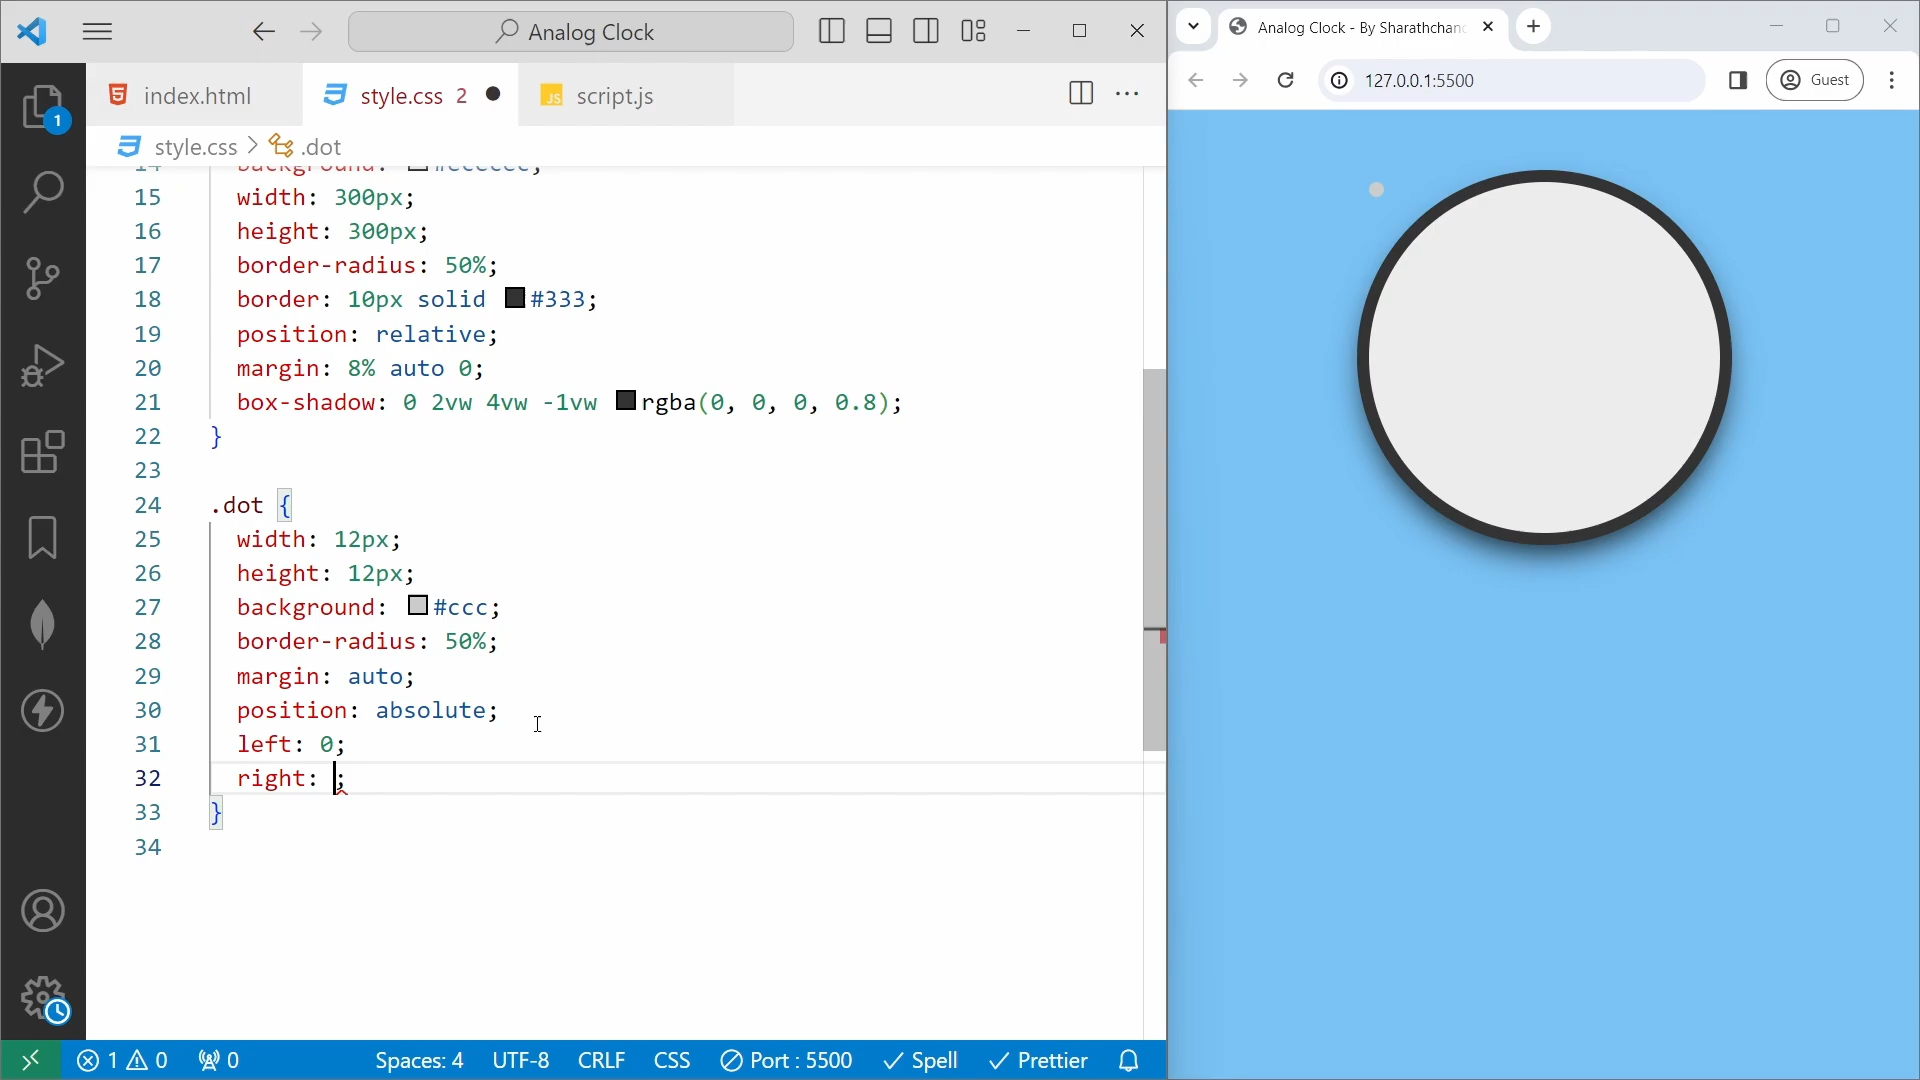 Analog Clock
index.html
style.css 2
JS script.js
style.css > .dot
1
15 width: 300px;
16 height: 300px;
17 border-radius: 50%;
18 border: 10px solid #333;
19 position: relative;
20 margin: 8% auto 0;
21 box-shadow: 0 2vw 4vw -1vw rgba(0, 0, 0, 0.8);
22 }
23
24 .dot {
25 width: 12px;
26 height: 12px;
27 background: #ccc;
28 border-radius: 50%;
29 margin: auto;
30 position: absolute;
31 left: 0;
32 right: ;
33 }
34
1 0 0 Spaces: 4 UTF-8 CRLF CSS Port : 5500 Spell Prettier
Analog Clock - By Sharathchan
127.0.0.1:5500
Guest